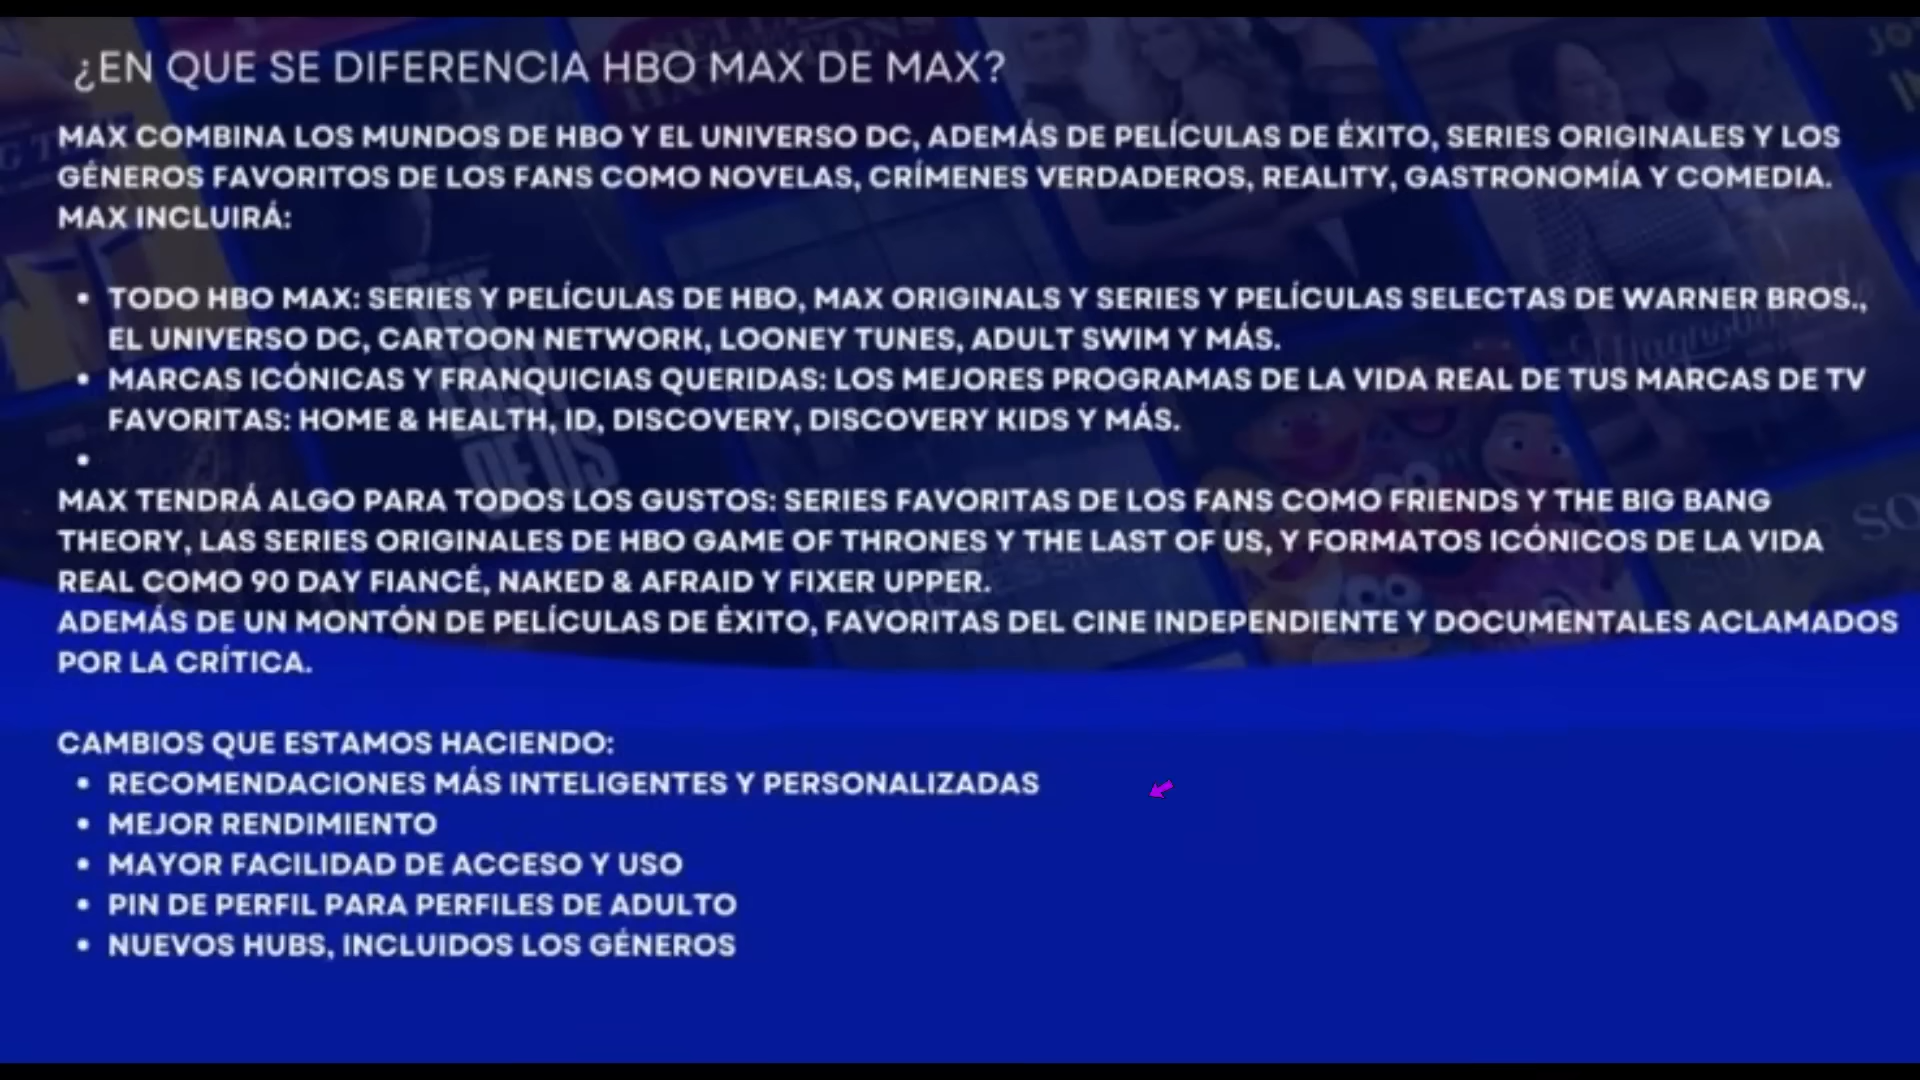 ¿EN QUE SE DIFERENCIA HBO MAX DE MAX?
MAX COMBINA LOS MUNDOS DE HBO Y EL UNIVERSO DC, ADEMÁS DE PELÍCULAS DE ÉXITO, SERIES ORIGINALES Y LOS
GÉNEROS FAVORITOS DE LOS FANS COMO NOVELAS, CRÍMENES VERDADEROS, REALITY, GASTRONOMÍA Y COMEDIA.
MAX INCLUIRÁ:
• TODO HBO MAX: SERIES Y PELÍCULAS DE HBO, MAX ORIGINALS Y SERIES Y PELÍCULAS SELECTAS DE WARNER BROS.,
EL UNIVERSO DC, CARTOON NETWORK, LOONEY TUNES, ADULT SWIM Y MÁS.
• MARCAS ICÓNICAS Y FRANQUICIAS QUERIDAS: LOS MEJORES PROGRAMAS DE LA VIDA REAL DE TUS MARCAS DE TV
FAVORITAS: HOME & HEALTH, ID, DISCOVERY, DISCOVERY KIDS Y MÁS.
•
MAX TENDRÁ ALGO PARA TODOS LOS GUSTOS: SERIES FAVORITAS DE LOS FANS COMO FRIENDS Y THE BIG BANG
THEORY, LAS SERIES ORIGINALES DE HBO GAME OF THRONES Y THE LAST OF US, Y FORMATOS ICÓNICOS DE LA VIDA
REAL COMO 90 DAY FIANCÉ, NAKED & AFRAID Y FIXER UPPER.
ADEMÁS DE UN MONTÓN DE PELÍCULAS DE ÉXITO, FAVORITAS DEL CINE INDEPENDIENTE Y DOCUMENTALES ACLAMADOS
POR LA CRÍTICA.
CAMBIOS QUE ESTAMOS HACIENDO:
• RECOMENDACIONES MÁS INTELIGENTES Y PERSONALIZADAS
• MEJOR RENDIMIENTO
• MAYOR FACILIDAD DE ACCESO Y USO
• PIN DE PERFIL PARA PERFILES DE ADULTO
• NUEVOS HUBS, INCLUIDOS LOS GÉNEROS